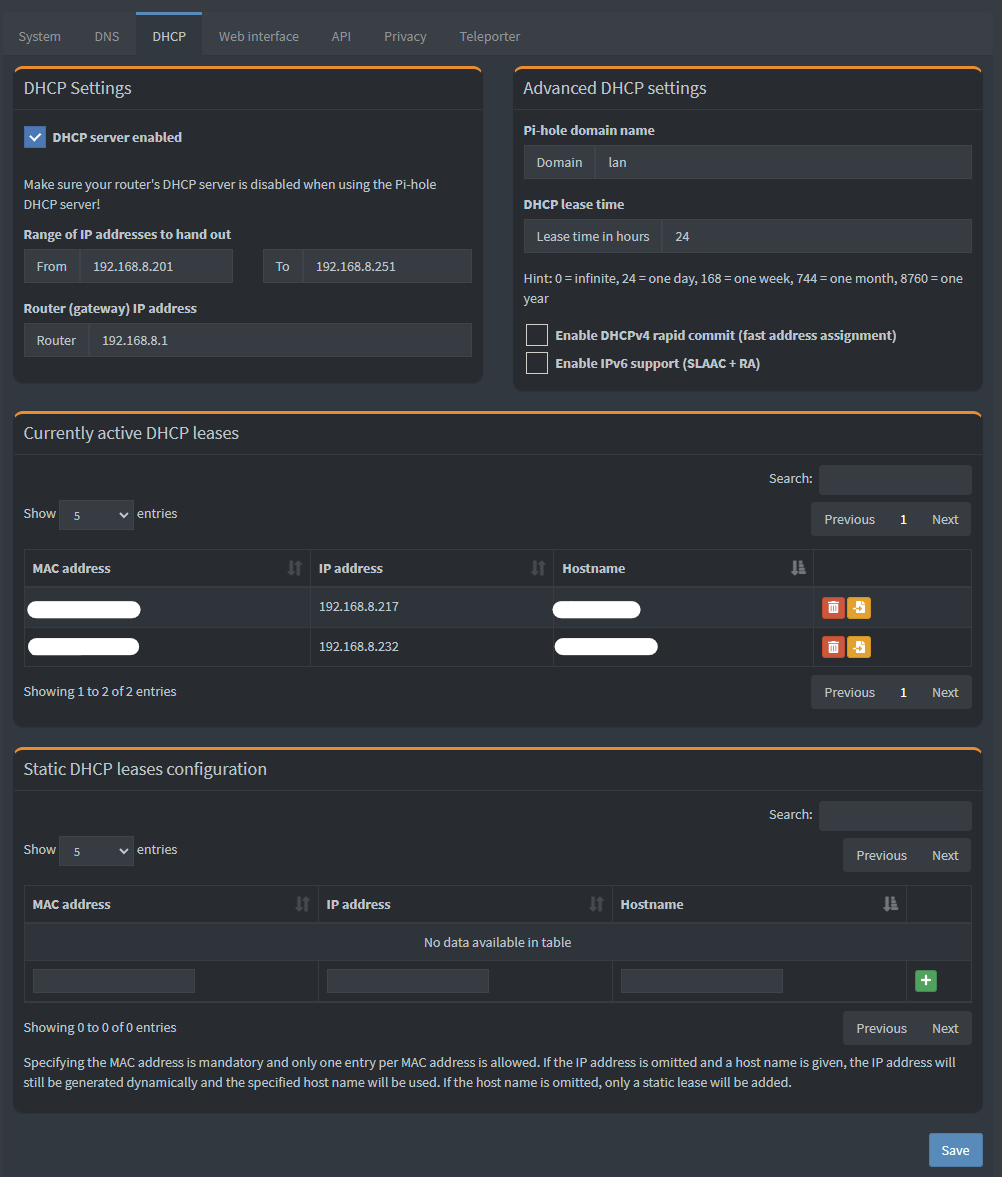 System DNS DHCP Web interface API Privacy Teleporter
DHCP Settings
DHCP server enabled
Make sure your router's DHCP server is disabled when using the Pi-hole
DHCP server!
Range of IP addresses to hand out
From 192.168.8.201 To 192.168.8.251
Router (gateway) IP address
Router 192.168.8.1
Advanced DHCP settings
Pi-hole domain name
Domain lan
DHCP lease time
Lease time in hours 24
Hint: 0 = infinite, 24 = one day, 168 = one week, 744 = one month, 8760 = one
year
Enable DHCPv4 rapid commit (fast address assignment)
Enable IPv6 support (SLAAC + RA)
Currently active DHCP leases
Search:
Show 5 entries
Previous 1 Next
MAC address IP address Hostname
192.168.8.217
192.168.8.232
Showing 1 to 2 of 2 entries
Previous 1 Next
Static DHCP leases configuration
Search:
Show 5 entries
Previous Next
MAC address IP address Hostname
No data available in table
Showing 0 to 0 of 0 entries
Previous Next
Specifying the MAC address is mandatory and only one entry per MAC address is allowed. If the IP address is omitted and a host name is given, the IP address will
still be generated dynamically and the specified host name will be used. If the host name is omitted, only a static lease will be added.
Save